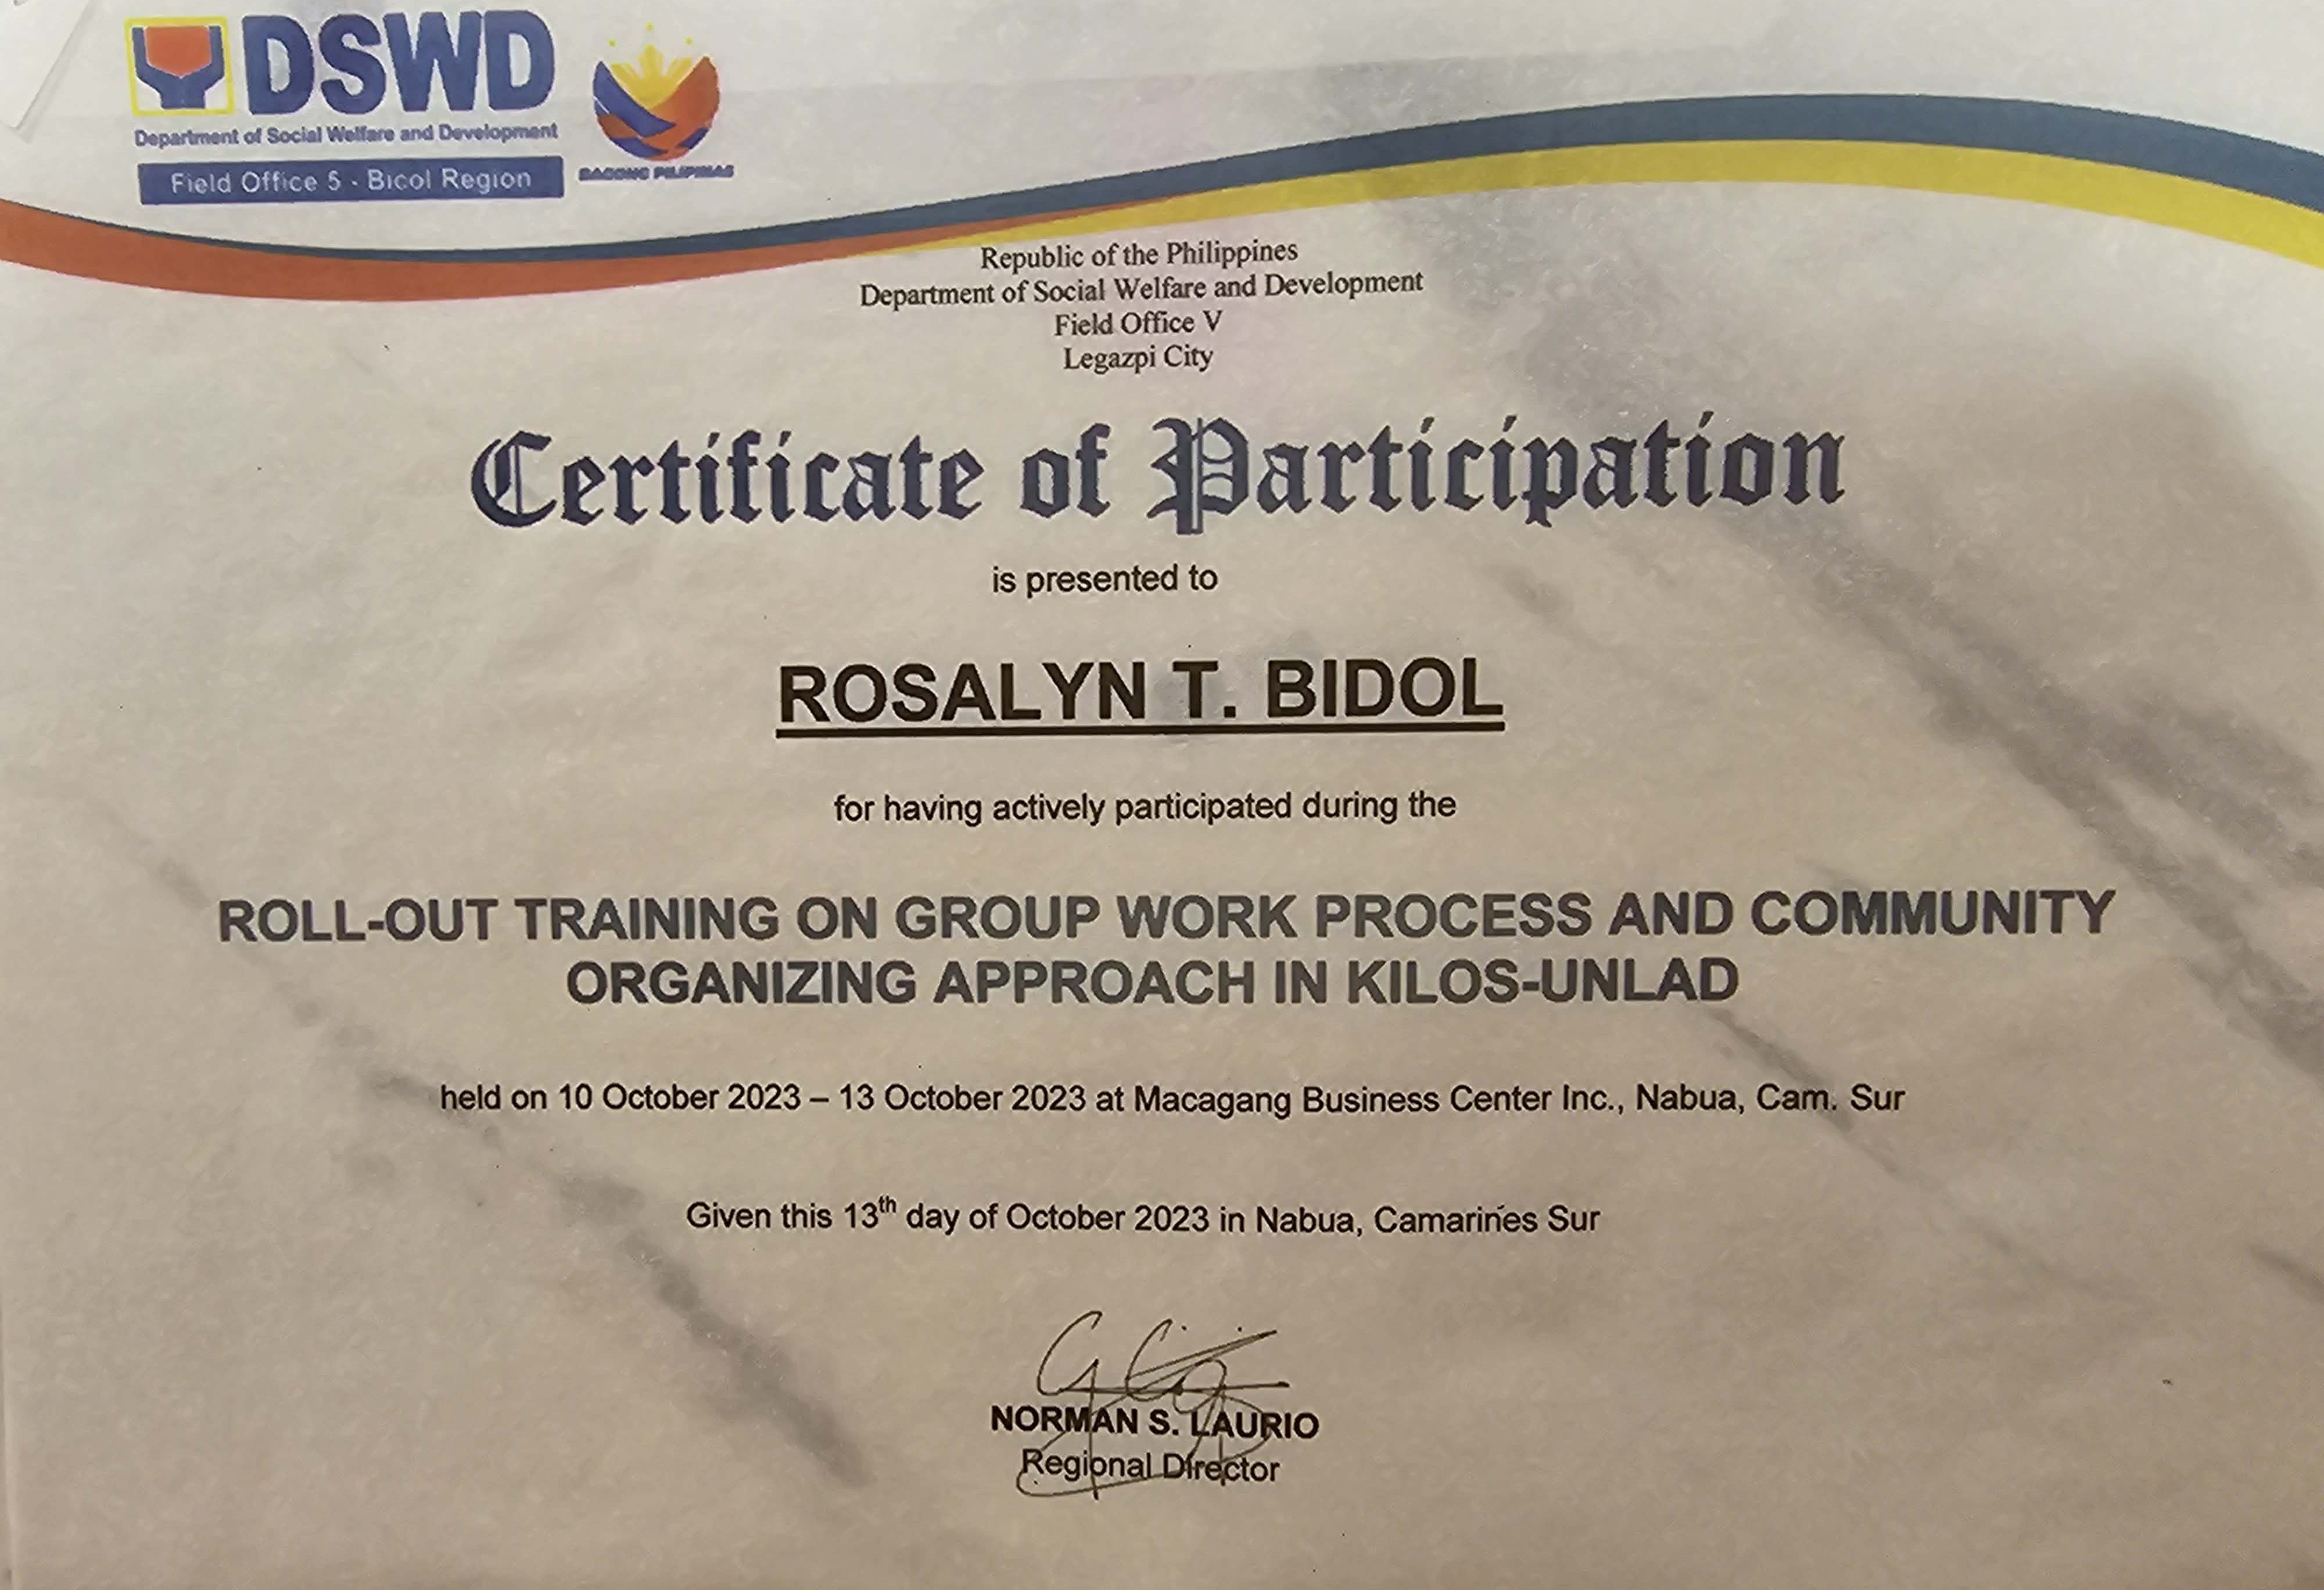 DSWD
Department of Social Welfare and Development
Field Office 5 - Bicol Region
BAGONG PILIPINAS
Republic of the Philippines
Department of Social Welfare and Development
Field Office V
Legazpi City
Certificate of Participation
is presented to
ROSALYN T. BIDOL
for having actively participated during the
ROLL-OUT TRAINING ON GROUP WORK PROCESS AND COMMUNITY
ORGANIZING APPROACH IN KILOS-UNLAD
held on 10 October 2023 – 13 October 2023 at Macagang Business Center Inc., Nabua, Cam. Sur
Given this 13th day of October 2023 in Nabua, Camarines Sur
NORMAN S. LAURIO
Regional Director